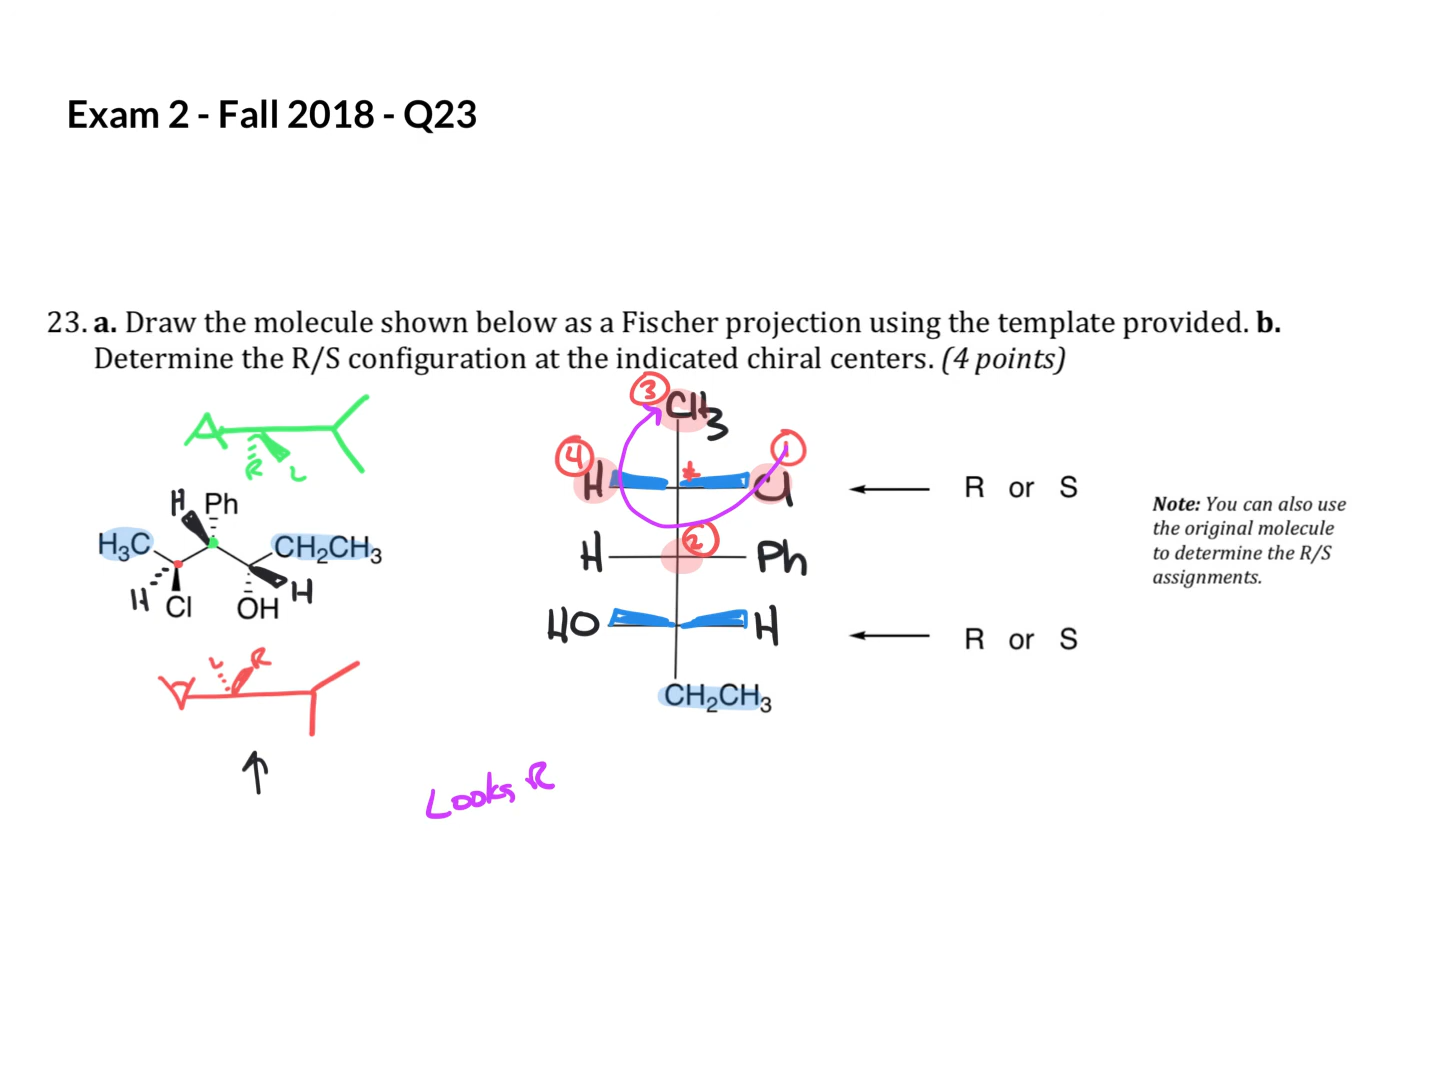 Exam 2 - Fall 2018 - Q23
23. a. Draw the molecule shown below as a Fischer projection using the template provided. b.
Determine the R/S configuration at the indicated chiral centers. (4 points)
R L
H Ph
H₃C CH₂CH₃
H Cl OH H
L R
3 CH₃
4 H * Cl 1
2
H Ph
HO H
CH₂CH₃
R or S
R or S
Note: You can also use
the original molecule
to determine the R/S
assignments.
Looks R